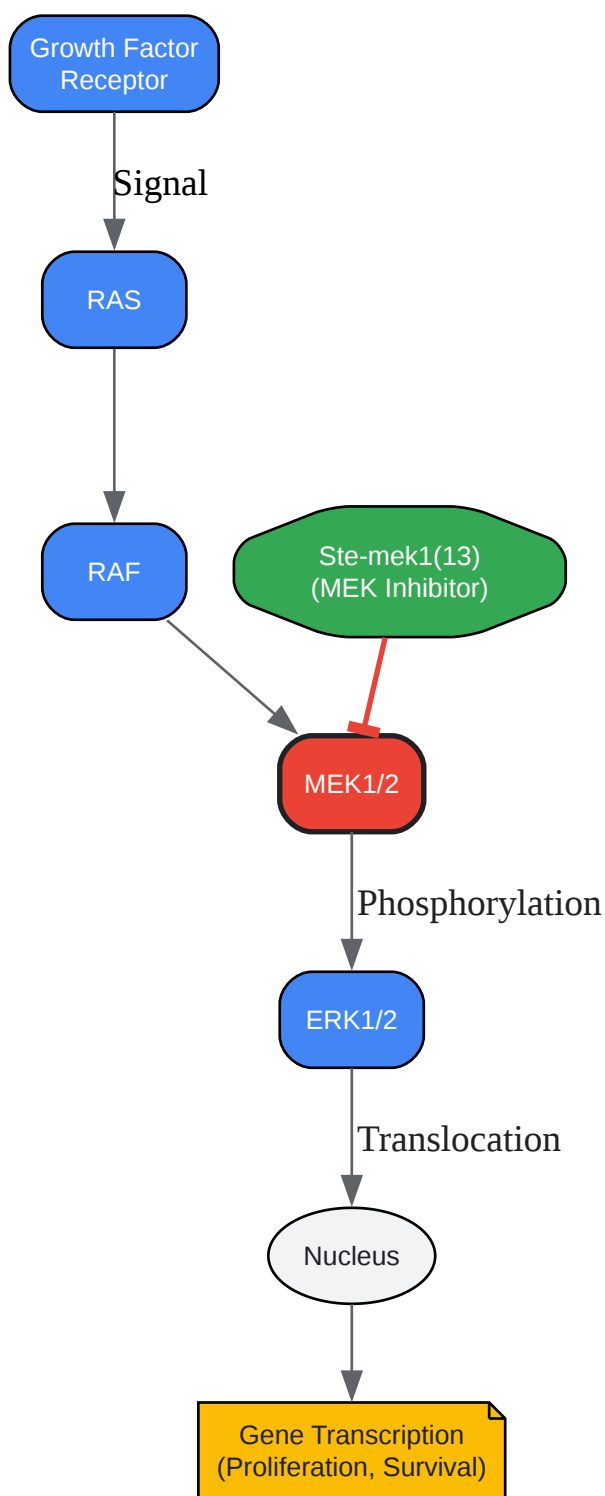 Growth Factor
Receptor
Signal
RAS
RAF
Ste-mek1(13)
(MEK Inhibitor)
MEK1/2
Phosphorylation
ERK1/2
Translocation
Nucleus
Gene Transcription
(Proliferation, Survival)